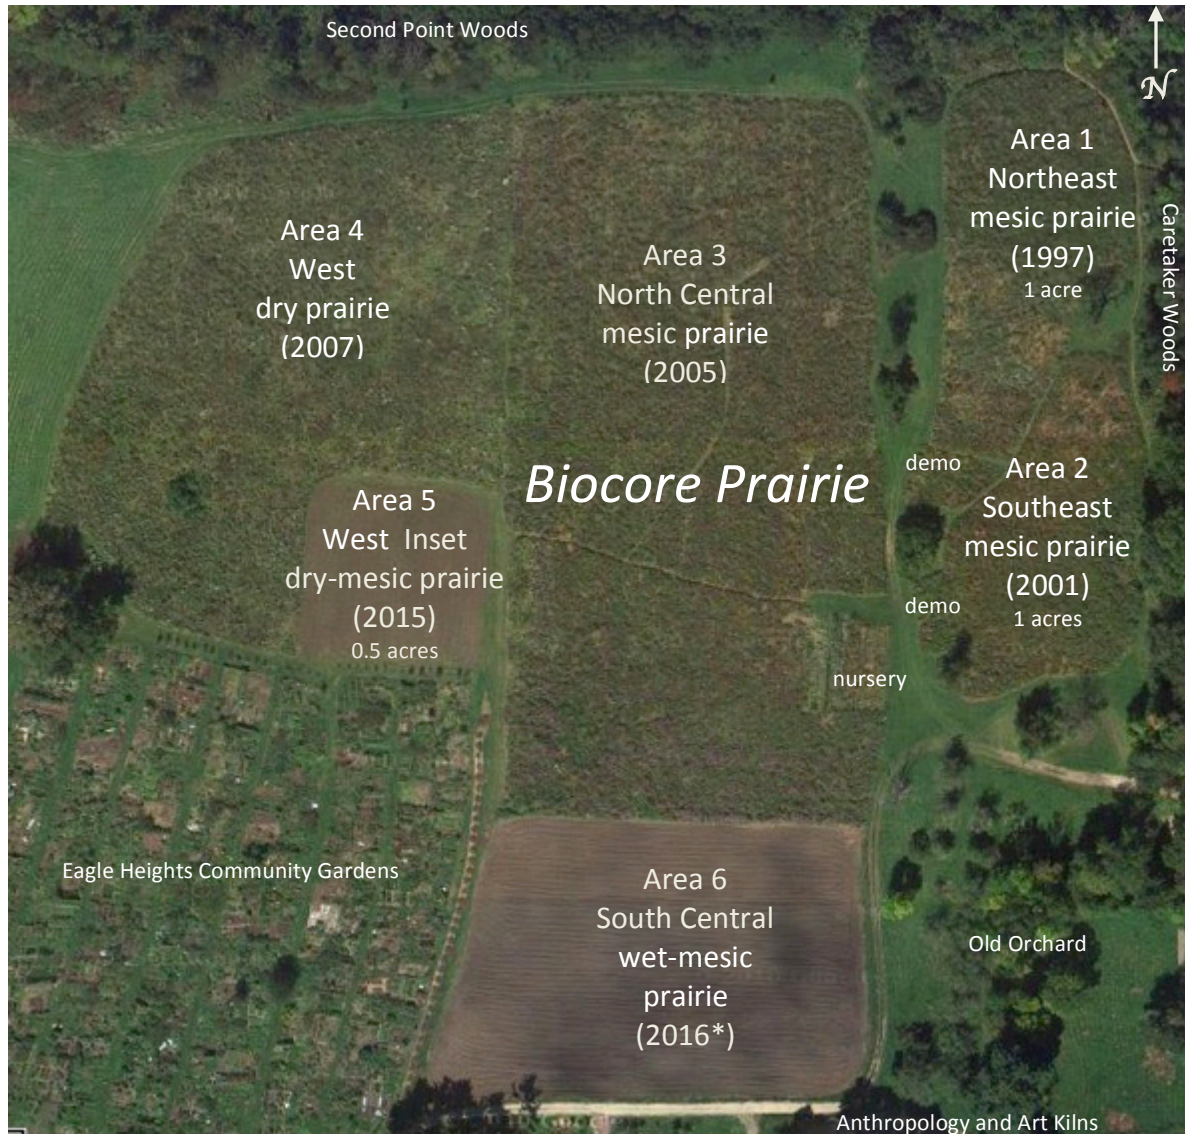 Second Point Woods
N
Area 1
Northeast
mesic prairie
(1997)
1 acre
Caretaker Woods
Area 4
West
dry prairie
(2007)
Area 3
North Central
mesic prairie
(2005)
Biocore Prairie
demo
Area 2
Southeast
mesic prairie
(2001)
1 acres
demo
Area 5
West Inset
dry-mesic prairie
(2015)
0.5 acres
nursery
Eagle Heights Community Gardens
Area 6
South Central
wet-mesic
prairie
(2016*)
Old Orchard
Anthropology and Art Kilns